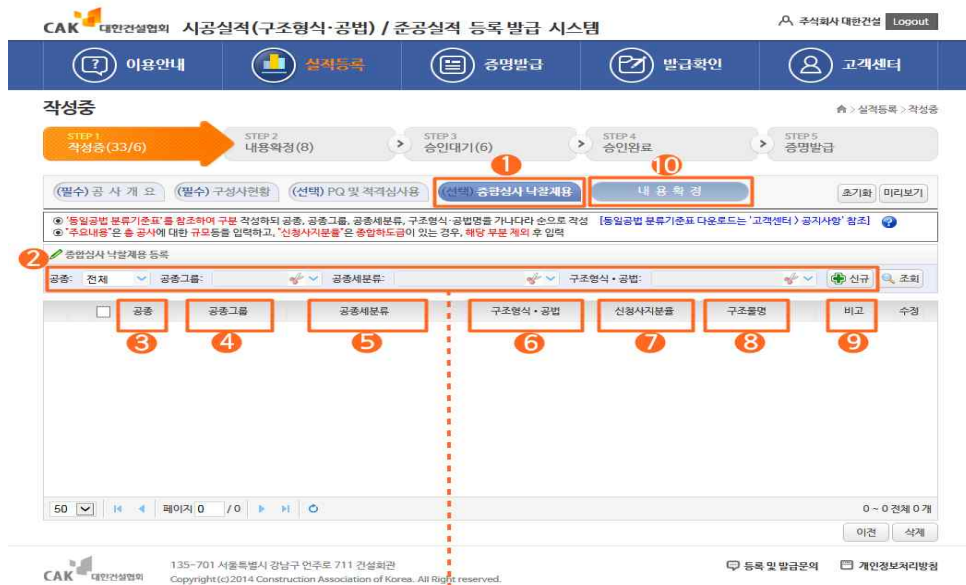 CAK 대한건설협회 시공실적(구조형식·공법) / 준공실적 등록 발급 시스템
주식회사 대한건설 Logout
이용안내 실적등록 증명발급 발급확인 고객센터
작성중
실적등록 > 작성중
STEP 1 STEP 2 STEP 3 STEP 4 STEP 5
작성중(33/6) 내용확정(8) 승인대기(6) 승인완료 증명발급
1 10
(필수) 공 사 개 요 (필수) 구성사현황 (선택) PQ 및 적격심사용 (선택) 종합심사 낙찰제용 내 용 확 정 초기화 미리보기
◉ '동일공법 분류기준표'를 참조하여 구분 작성하되 공종, 공종그룹, 공종세분류, 구조형식·공법명를 가나다라 순으로 작성 [동일공법 분류기준표 다운로드는 '고객센터 > 공지사항' 참조]
◉ "주요내용"은 총 공사에 대한 규모등를 입력하고, "신청사지분율"은 종합하도급이 있는 경우, 해당 부분 제외 후 입력
2 종합심사 낙찰제용 등록
공종: 전체 공종그룹: 공종세분류: 구조형식·공법: 신규 조회
공종 공종그룹 공종세분류 구조형식·공법 신청사지분율 구조물명 비고 수정
3 4 5 6 7 8 9
50 페이지 0 / 0 0 ~ 0 전체 0 개
이전 삭제
CAK 대한건설협회
135-701 서울특별시 강남구 언주로 711 건설회관
Copyright(c)2014 Construction Association of Korea. All Right reserved.
등록 및 발급문의 개인정보처리방침